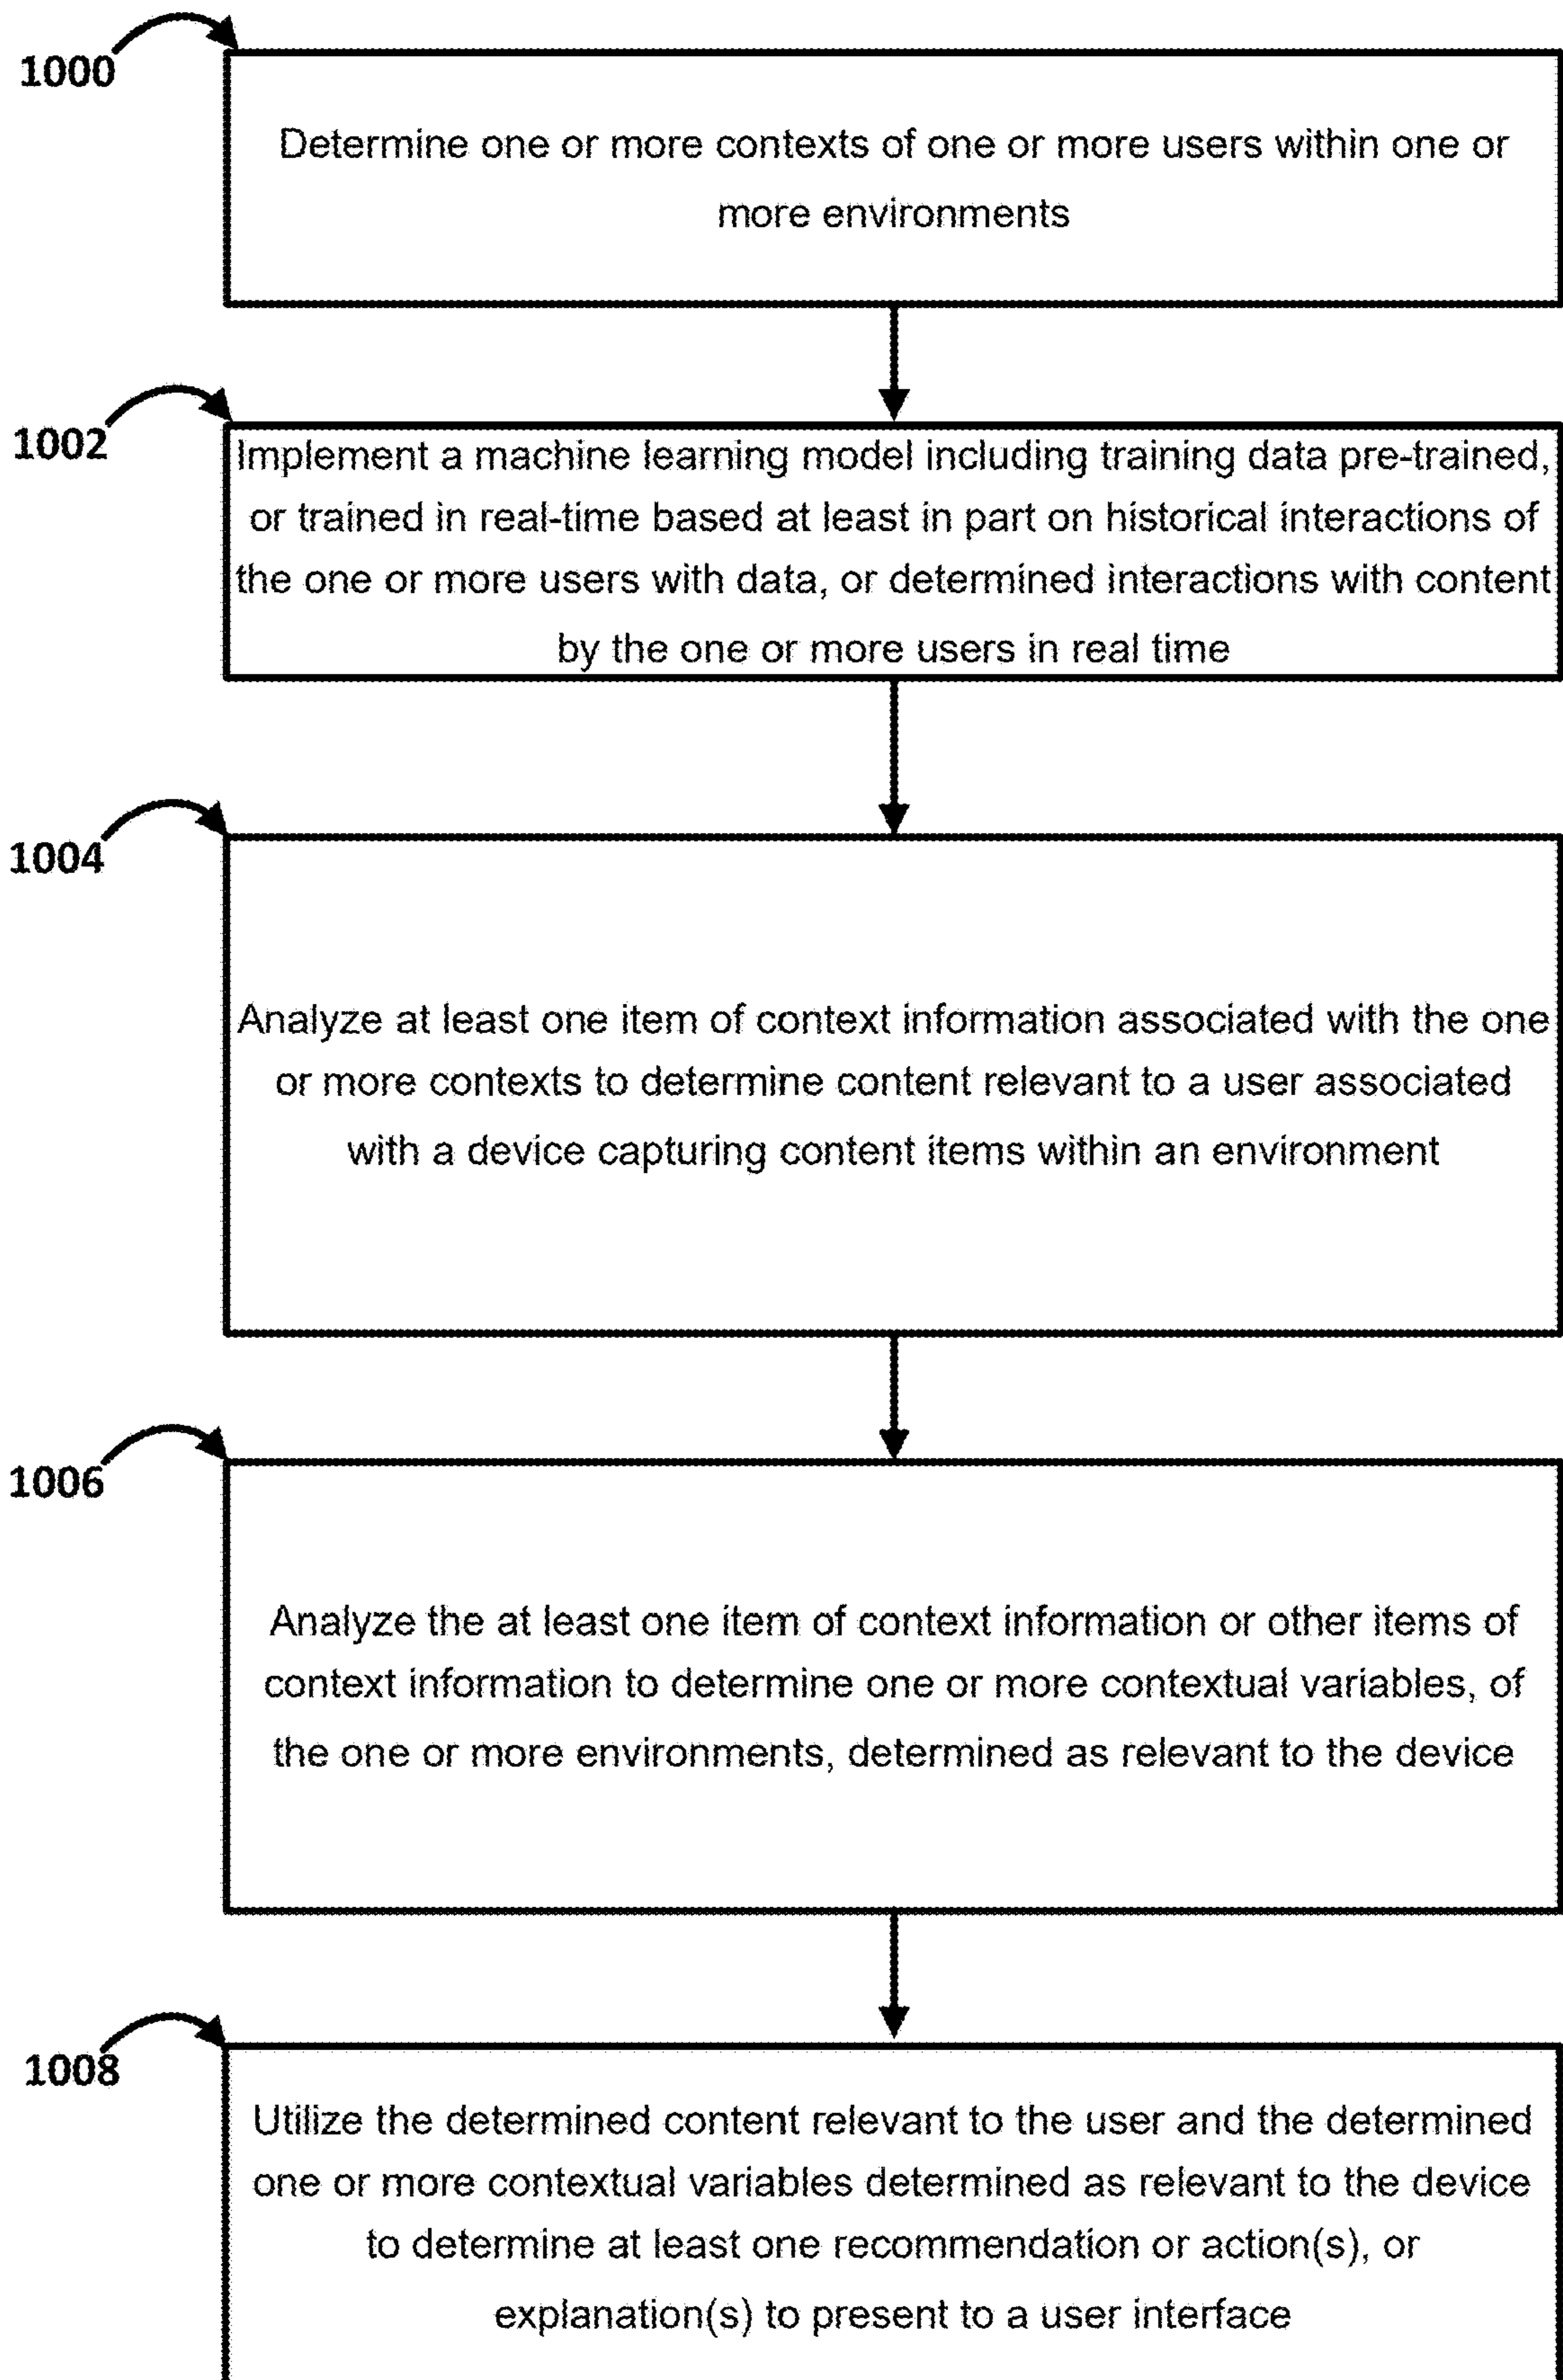 1000
Determine one or more contexts of one or more users within one or
more environments
1002
Implement a machine learning model including training data pre-trained,
or trained in real-time based at least in part on historical interactions of
the one or more users with data, or determined interactions with content
by the one or more users in real time
1004
Analyze at least one item of context information associated with the one
or more contexts to determine content relevant to a user associated
with a device capturing content items within an environment
1006
Analyze the at least one item of context information or other items of
context information to determine one or more contextual variables, of
the one or more environments, determined as relevant to the device
1008
Utilize the determined content relevant to the user and the determined
one or more contextual variables determined as relevant to the device
to determine at least one recommendation or action(s), or
explanation(s) to present to a user interface